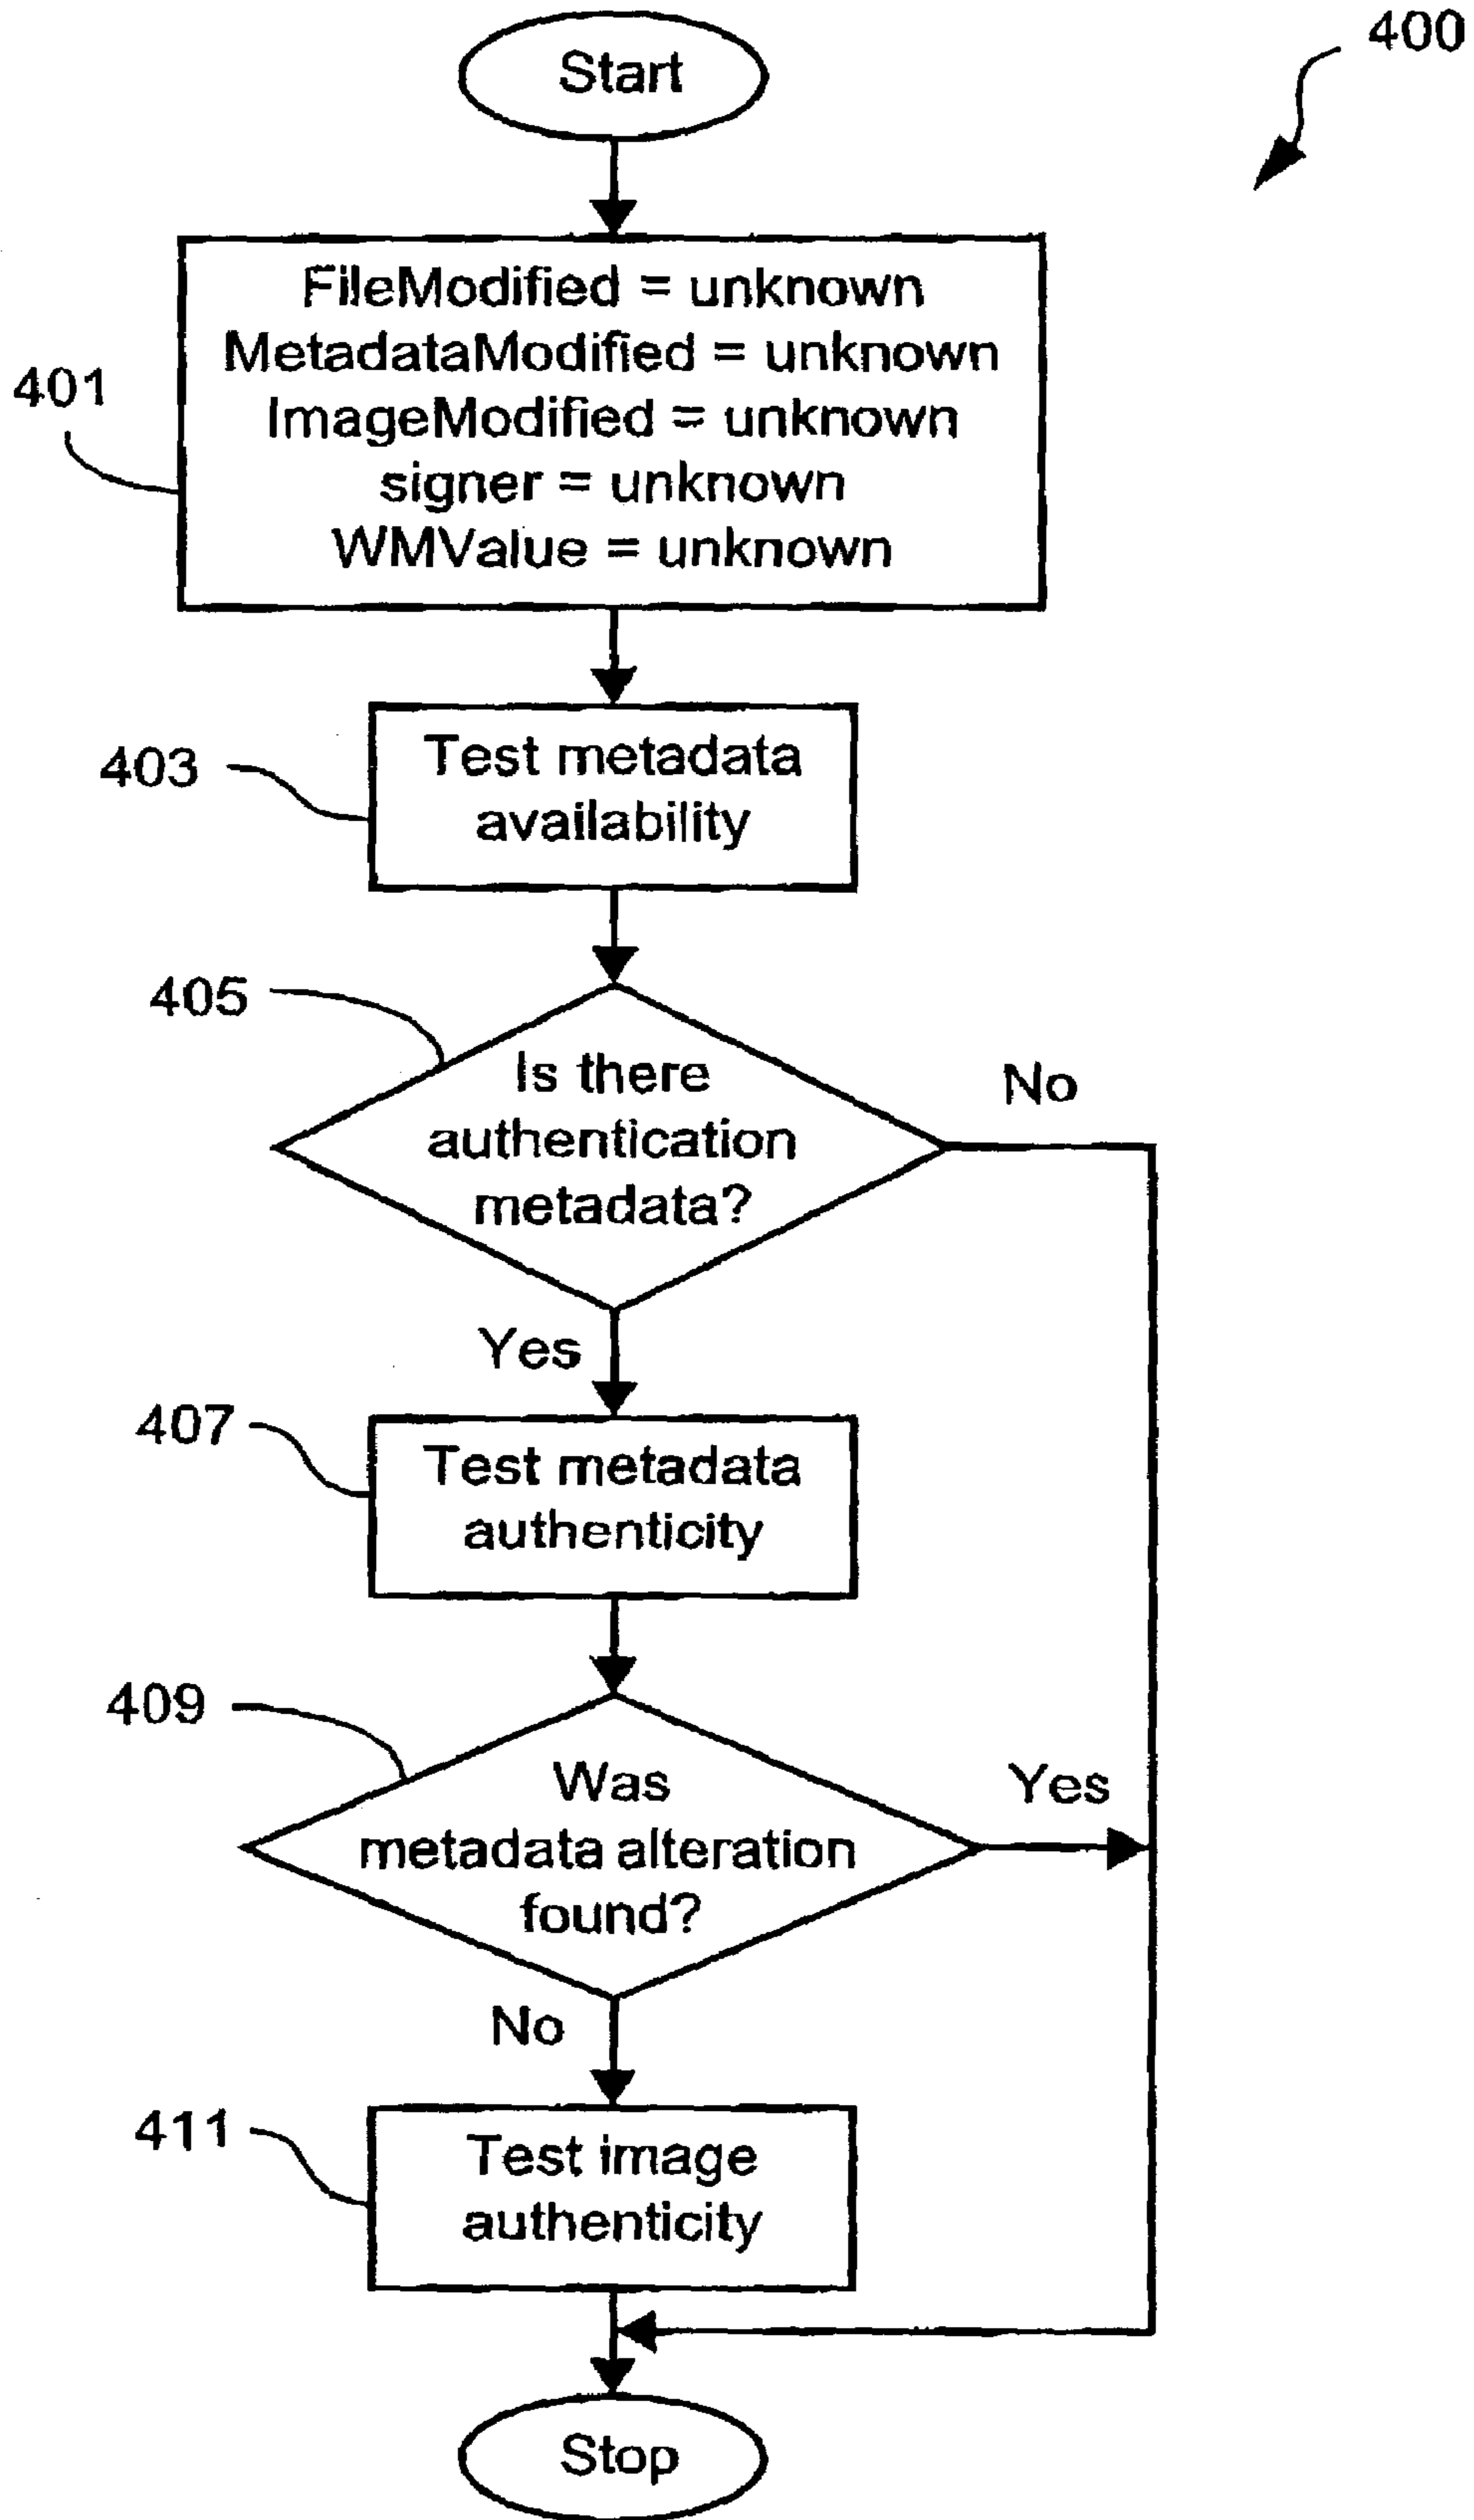 Start
400
FileModified = unknown
MetadataModified = unknown
ImageModified = unknown
signer = unknown
WMValue = unknown
401
Test metadata
availability
403
405
Is there
authentication
metadata?
No
Yes
407
Test metadata
authenticity
409
Was
metadata alteration
found?
Yes
No
411
Test image
authenticity
Stop